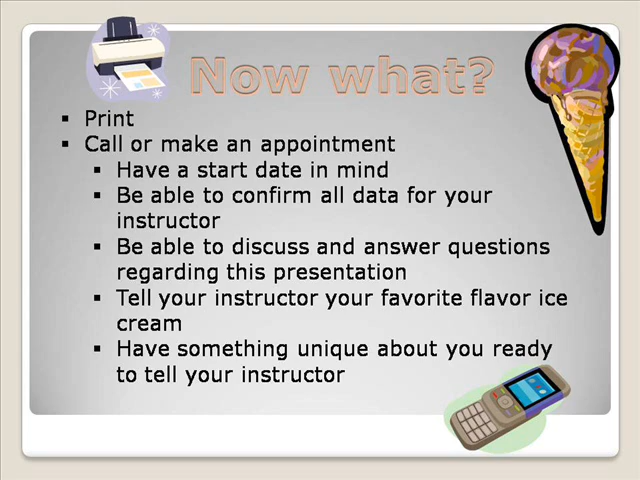 Now what?
▪ Print
▪ Call or make an appointment
▪ Have a start date in mind
▪ Be able to confirm all data for your
instructor
▪ Be able to discuss and answer questions
regarding this presentation
▪ Tell your instructor your favorite flavor ice
cream
▪ Have something unique about you ready
to tell your instructor